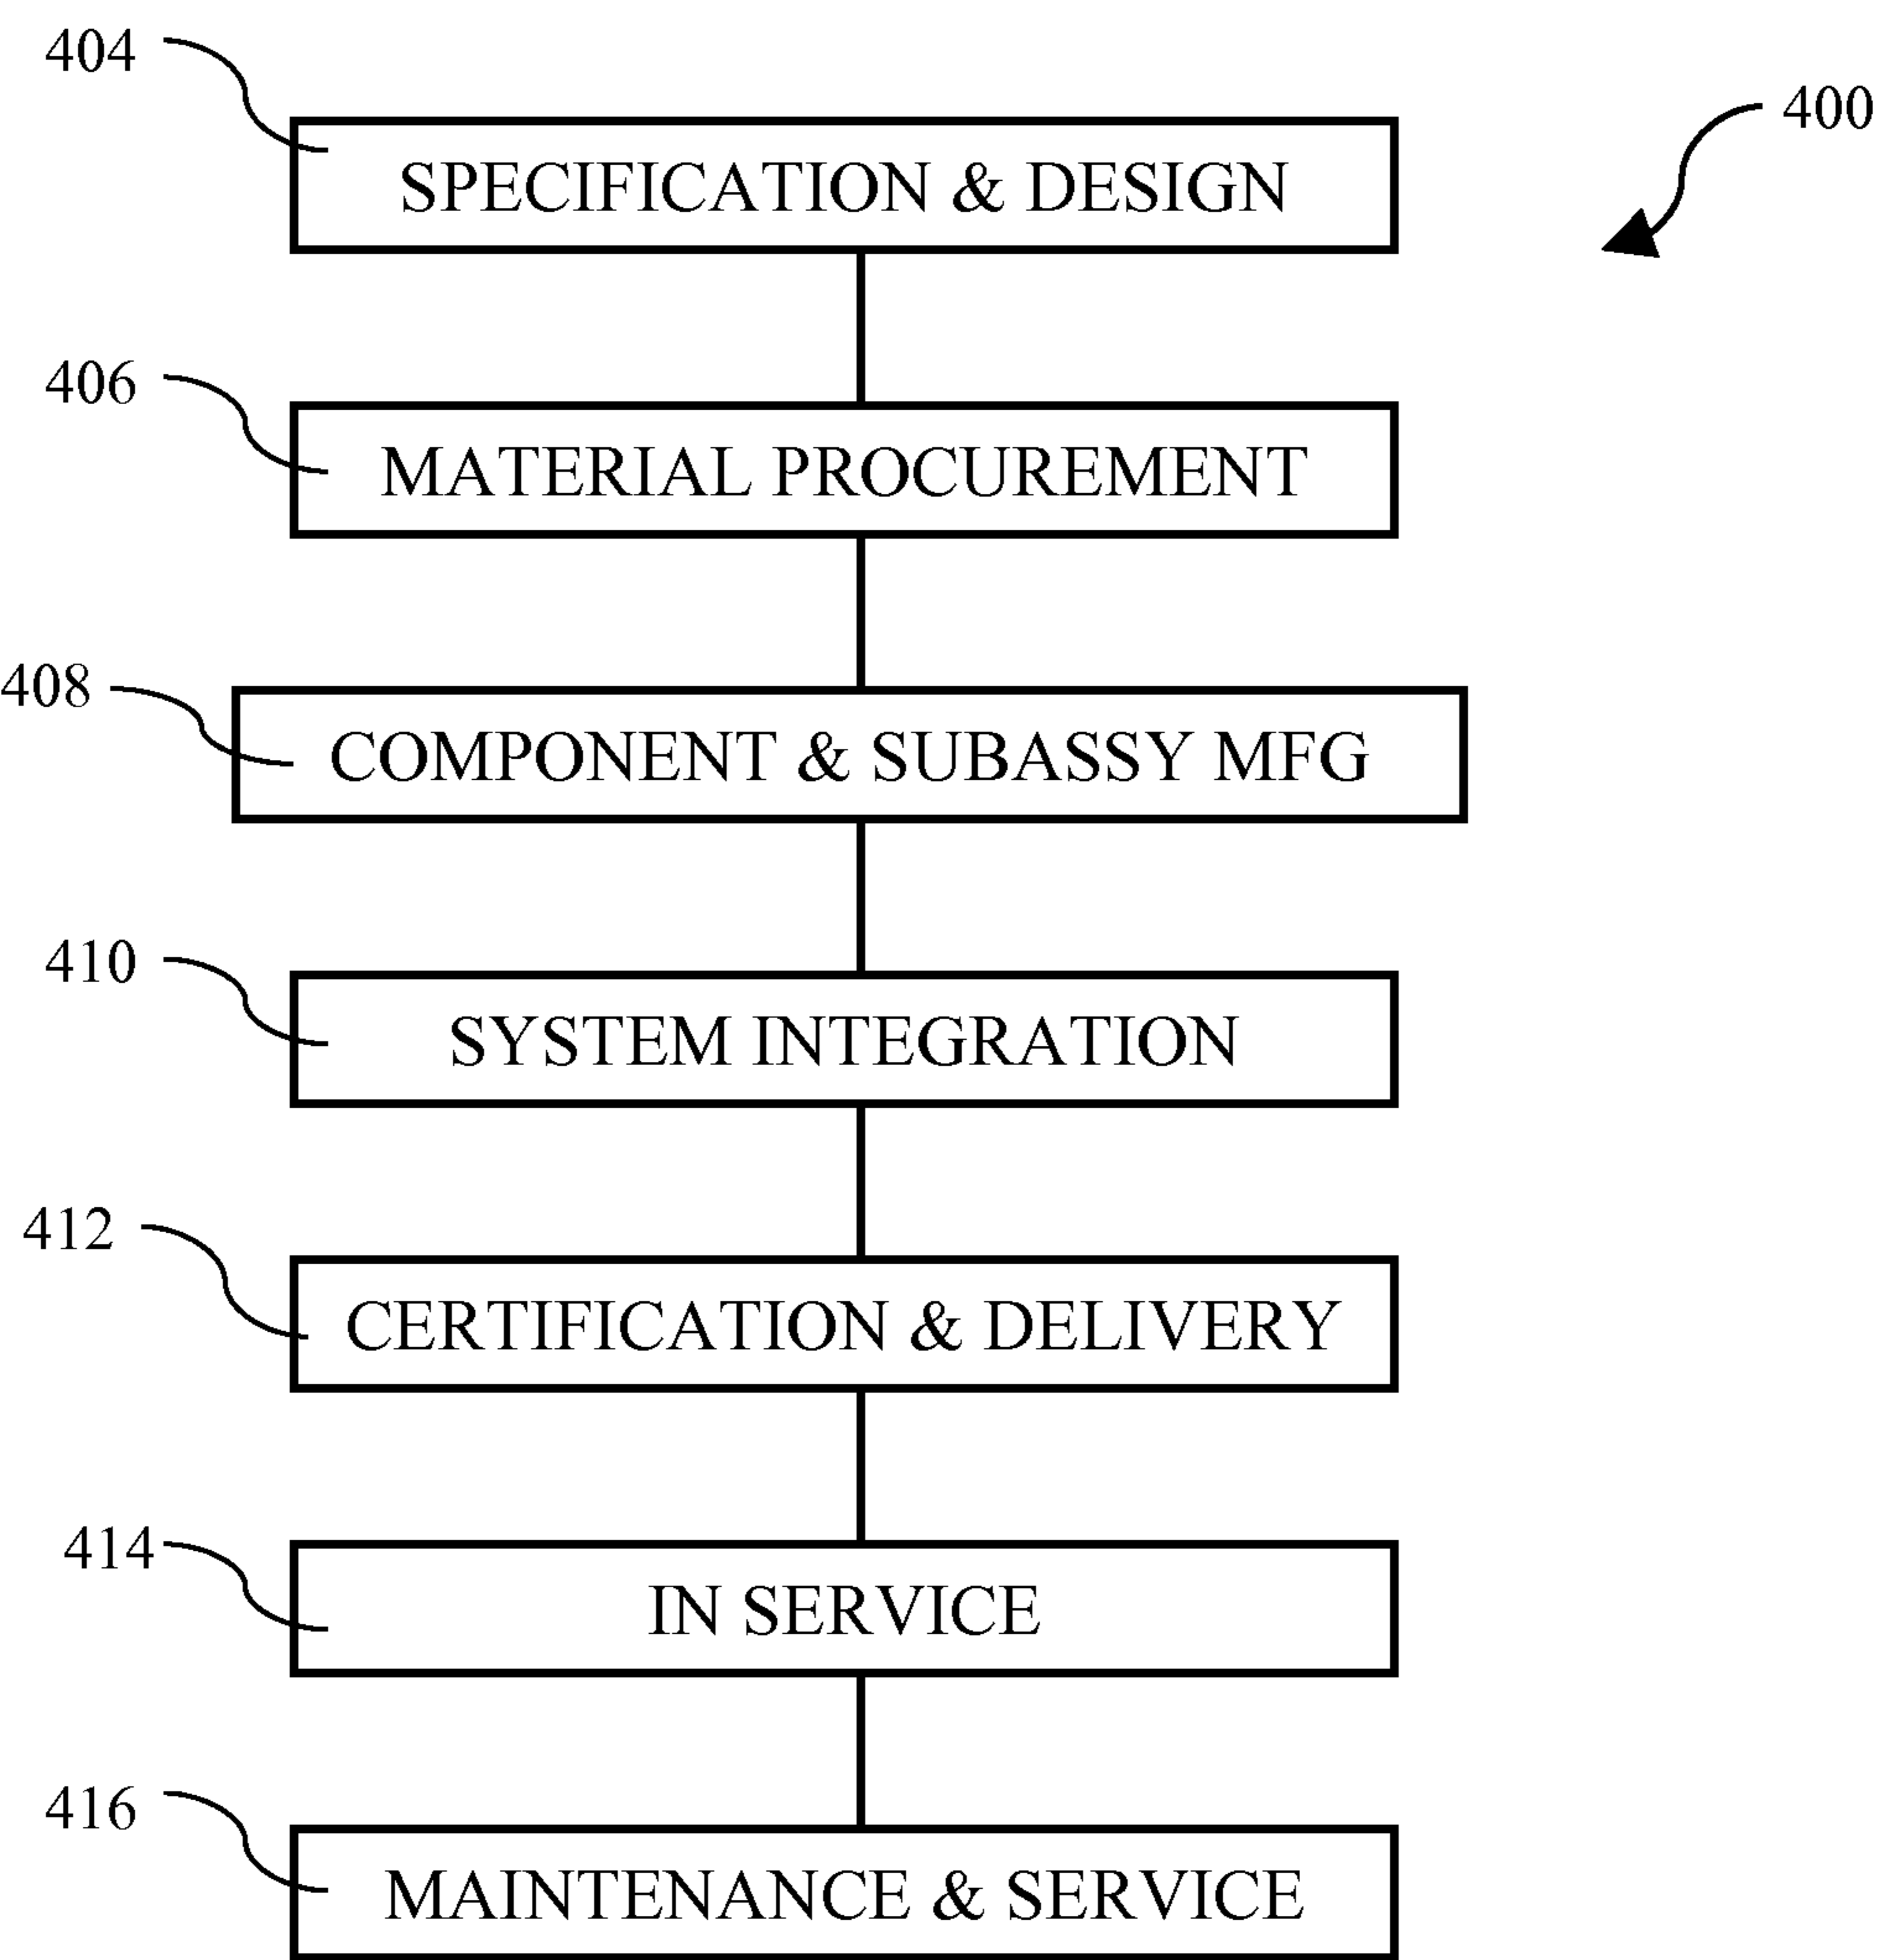 404
400
SPECIFICATION & DESIGN
406
MATERIAL PROCUREMENT
408
COMPONENT & SUBASSY MFG
410
SYSTEM INTEGRATION
412
CERTIFICATION & DELIVERY
414
IN SERVICE
416
MAINTENANCE & SERVICE